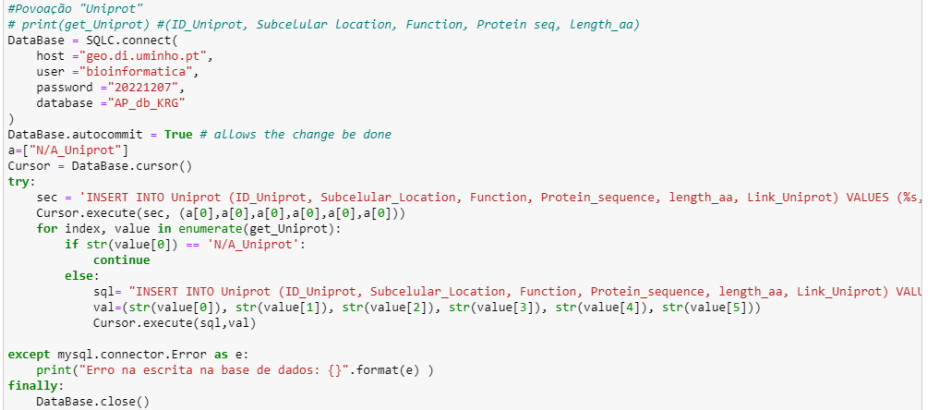 #Povoação "Uniprot"
# print(get_Uniprot) #(ID_Uniprot, Subcelular Location, Function, Protein seq, length_aa)
DataBase = SQLC.connect(
    host ="geo.di.uminho.pt",
    user ="bioinformatica",
    password ="20221207",
    database ="AP_db_KRG"
)
DataBase.autocommit = True # allows the change be done
a=["N/A_Uniprot"]
Cursor = DataBase.cursor()
try:
    sec = 'INSERT INTO Uniprot (ID_Uniprot, Subcelular_Location, Function, Protein_sequence, length_aa, Link_Uniprot) VALUES (%s,
    Cursor.execute(sec, (a[0],a[0],a[0],a[0],a[0],a[0]))
    for index, value in enumerate(get_Uniprot):
        if str(value[0]) == 'N/A_Uniprot':
            continue
        else:
            sql= "INSERT INTO Uniprot (ID_Uniprot, Subcelular_Location, Function, Protein_sequence, length_aa, Link_Uniprot) VALU
            val=(str(value[0]), str(value[1]), str(value[2]), str(value[3]), str(value[4]), str(value[5]))
            Cursor.execute(sql,val)

except mysql.connector.Error as e:
    print("Erro na escrita na base de dados: {}".format(e) )
finally:
    DataBase.close()